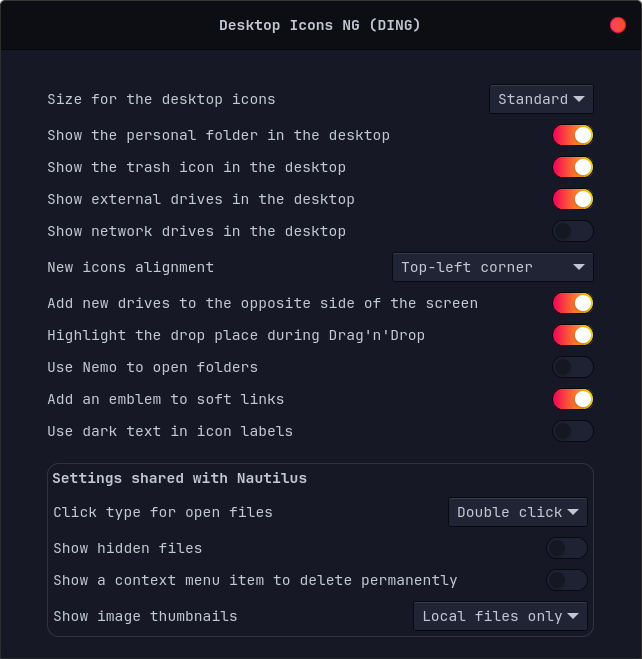 Desktop Icons NG (DING)
Size for the desktop icons Standard
Show the personal folder in the desktop
Show the trash icon in the desktop
Show external drives in the desktop
Show network drives in the desktop
New icons alignment Top-left corner
Add new drives to the opposite side of the screen
Highlight the drop place during Drag'n'Drop
Use Nemo to open folders
Add an emblem to soft links
Use dark text in icon labels
Settings shared with Nautilus
Click type for open files Double click
Show hidden files
Show a context menu item to delete permanently
Show image thumbnails Local files only